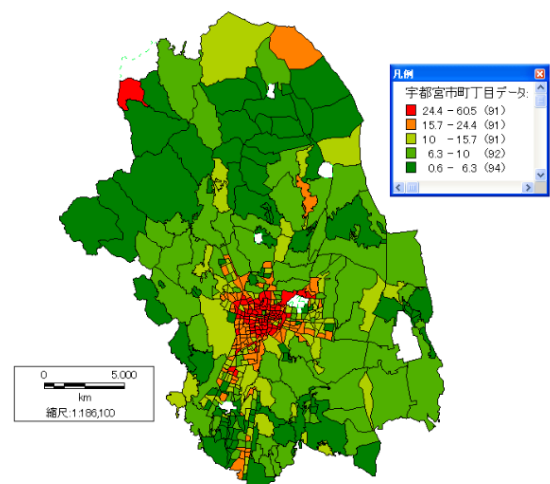 凡例
宇都宮市町丁目データ:
24.4 - 60.5 (91)
15.7 - 24.4 (91)
10 - 15.7 (91)
6.3 - 10 (92)
0.6 - 6.3 (94)
0 5.000
km
縮尺:1:186,100